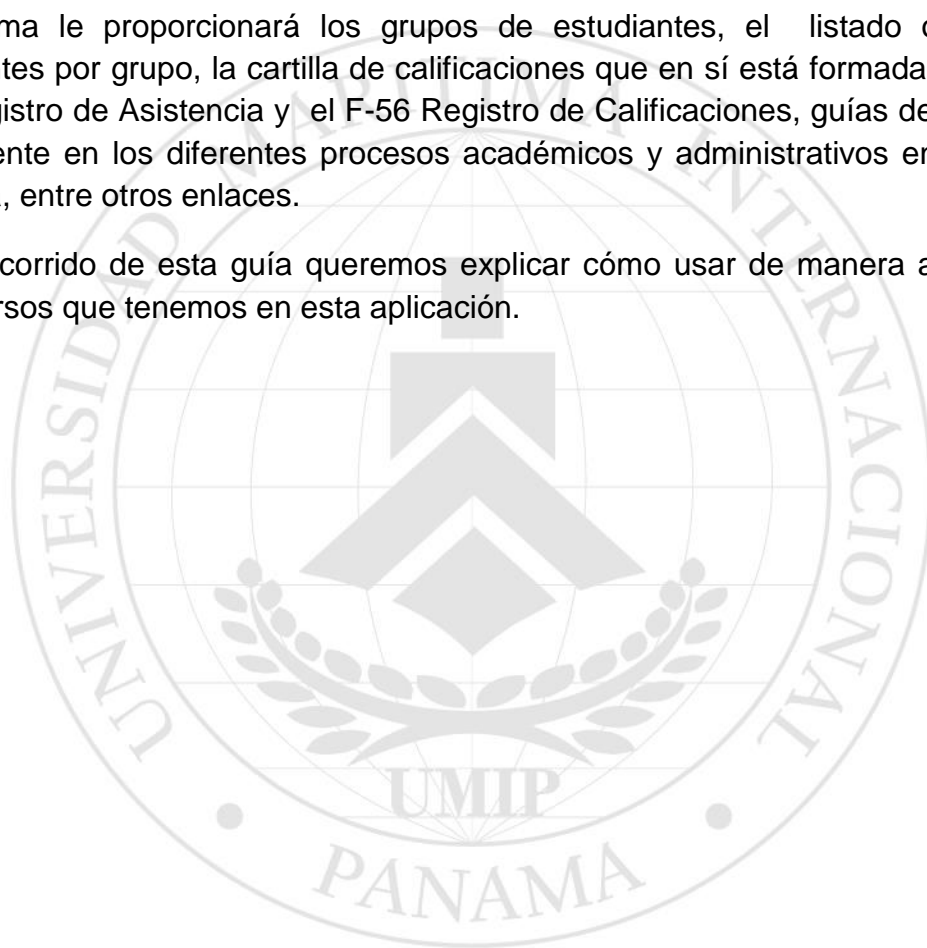 ma le proporcionará los grupos de estudiantes, el listado
tes por grupo, la cartilla de calificaciones que en sí está formada
gistro de Asistencia y el F-56 Registro de Calificaciones, guías de
ente en los diferentes procesos académicos y administrativos en
, entre otros enlaces.
corrido de esta guía queremos explicar cómo usar de manera a
rsos que tenemos en esta aplicación.
UNIVERSIDAD MARITIMA INTERNACIONAL
UMIP
PANAMA